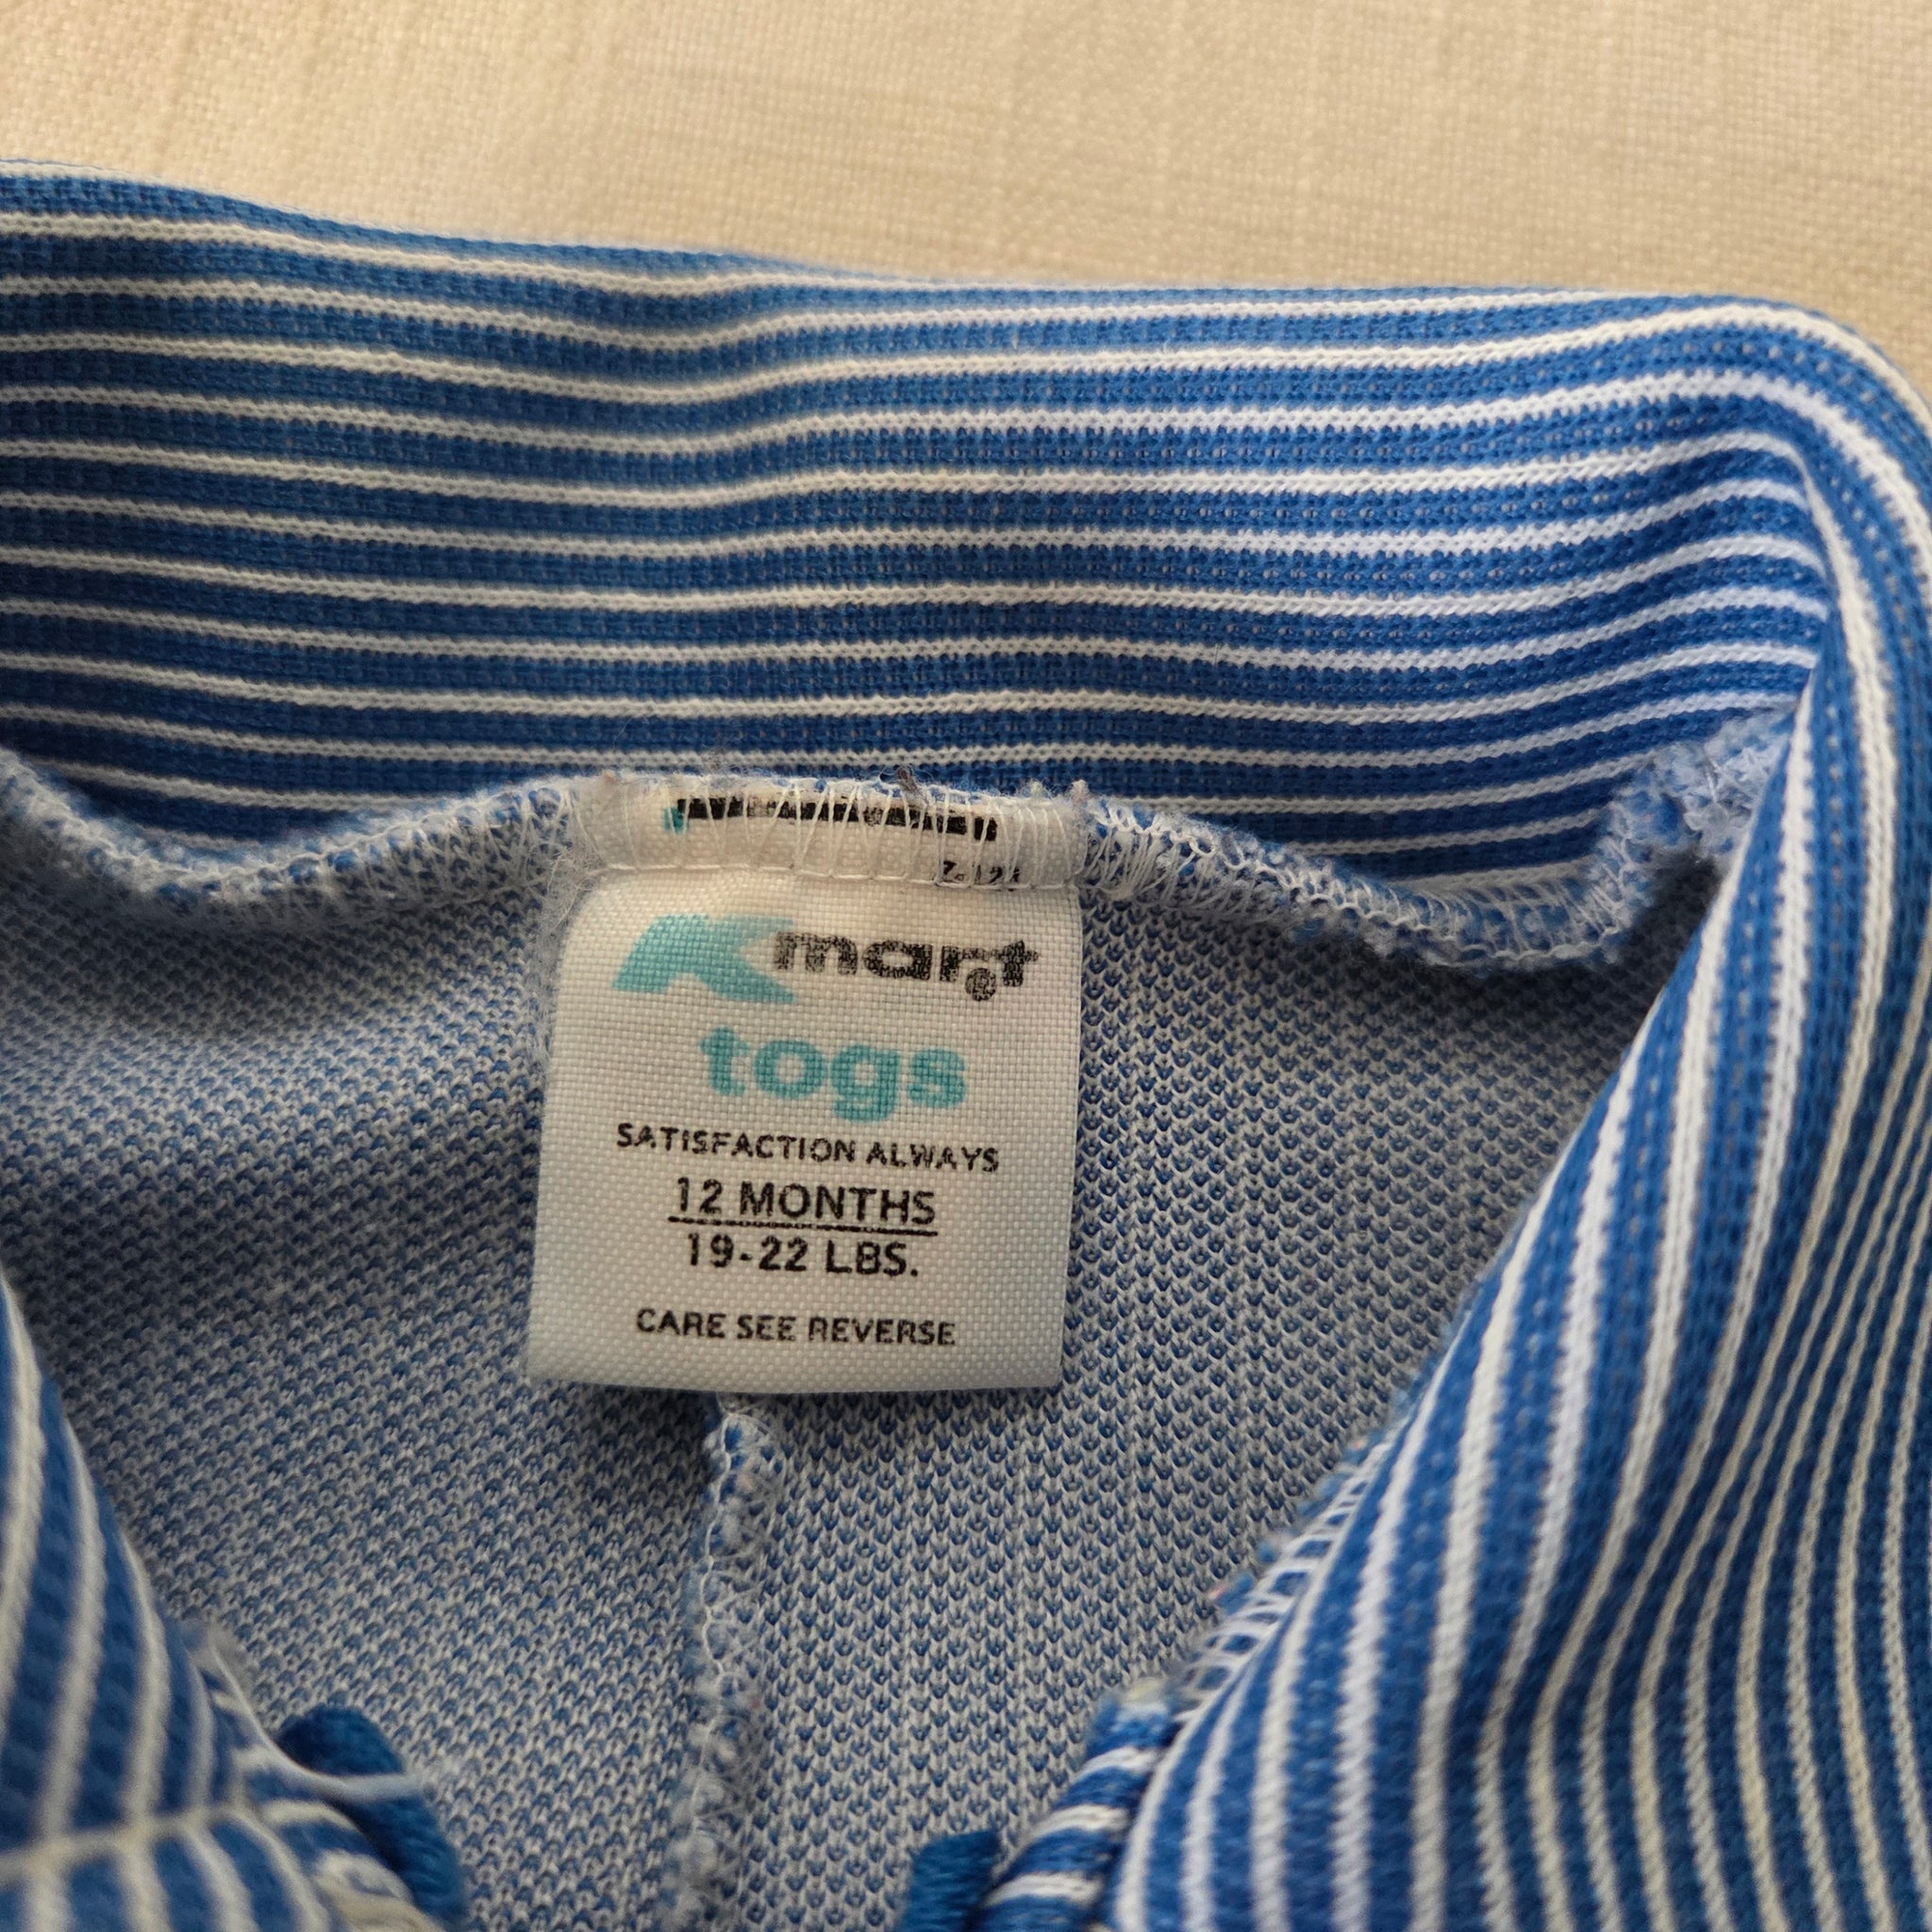 Kmart®
togs
SATISFACTION ALWAYS
12 MONTHS
19-22 LBS.
CARE SEE REVERSE